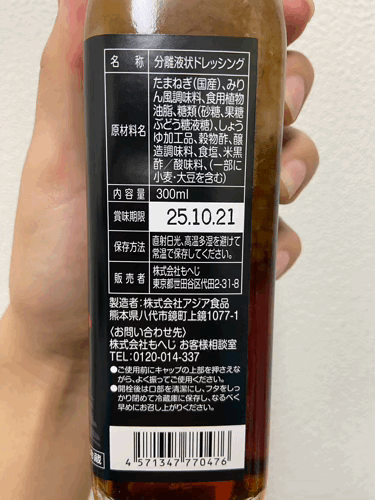 名称 分離液状ドレッシング
原材料名 たまねぎ(国産)、みり
ん風調味料、食用植物
油脂、糖類(砂糖、果糖
ぶどう糖液糖)、しょう
ゆ加工品、穀物酢、醸
造調味料、食塩、米黒
酢/酸味料、(一部に
小麦・大豆を含む)
内容量 300ml
賞味期限 25.10.21
保存方法 直射日光、高温多湿を避けて
常温で保存してください。
販売者 株式会社もへじ
東京都世田谷区代田2-31-8
製造者:株式会社アジア食品
熊本県八代市鏡町上鏡1077-1
〈お問い合わせ先〉
株式会社もへじ お客様相談室
TEL:0120-014-337
●ご使用前にキャップの上部を押さえな
がら、よく振ってご使用ください。
●開栓後は口部を清潔にし、フタをしっ
かり閉めて冷蔵庫に保存し、なるべく
早めにお召し上がりください。
4 571347 770476